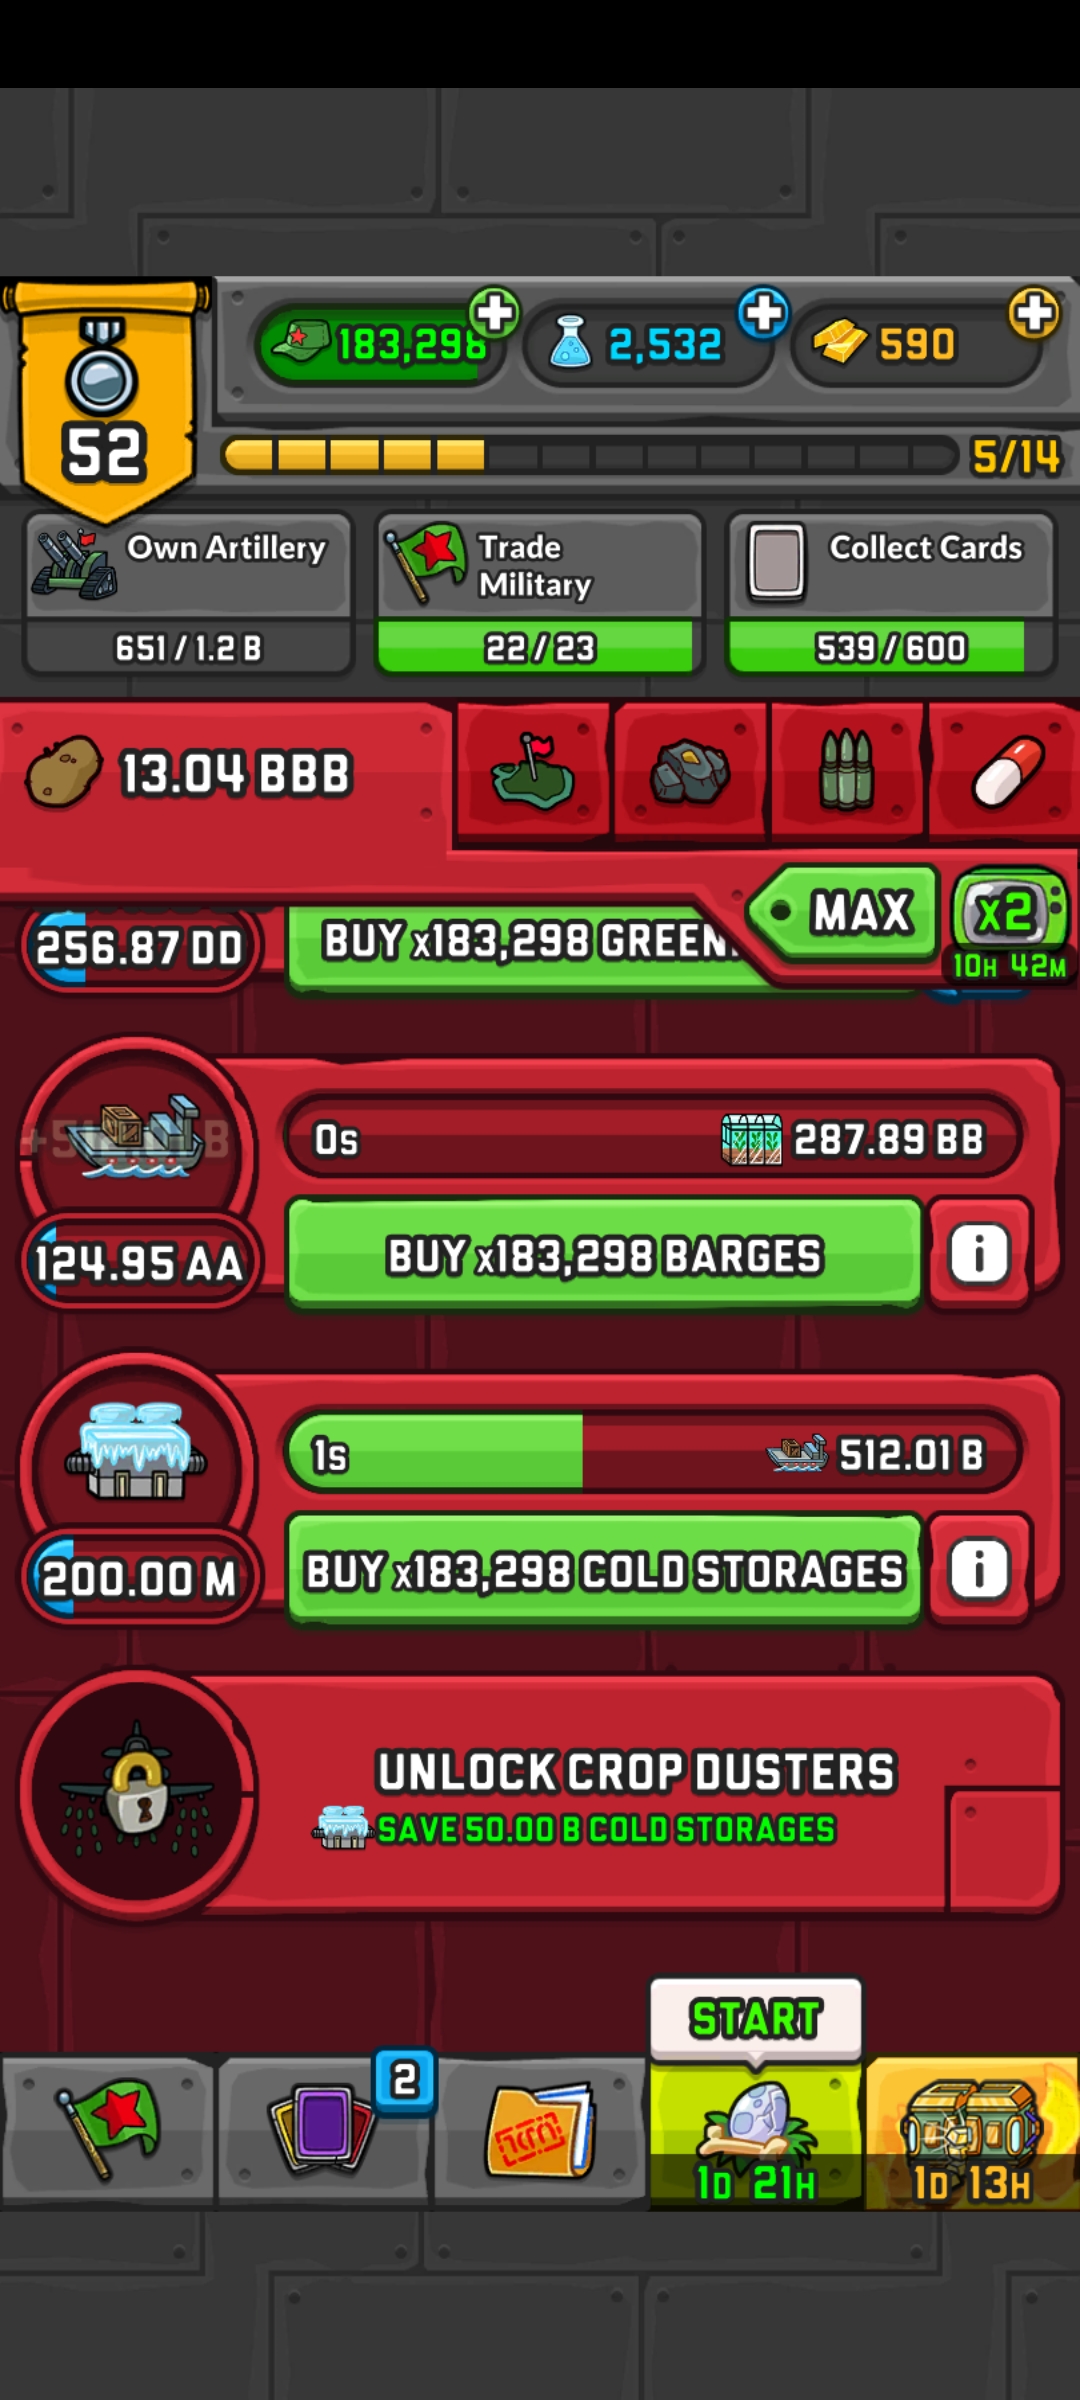 183,298
2,532
590
52
5/14
Own Artillery
651 / 1.2 B
Trade
Military
22 / 23
Collect Cards
539 / 600
13.04 BBB
MAX
x2
10H 42M
256.87 DD
BUY x183,298 GREEN
0s
287.89 BB
124.95 AA
BUY x183,298 BARGES
i
1s
512.01 B
200.00 M
BUY x183,298 COLD STORAGES
i
UNLOCK CROP DUSTERS
SAVE 50.00 B COLD STORAGES
START
2
1D 21H
1D 13H